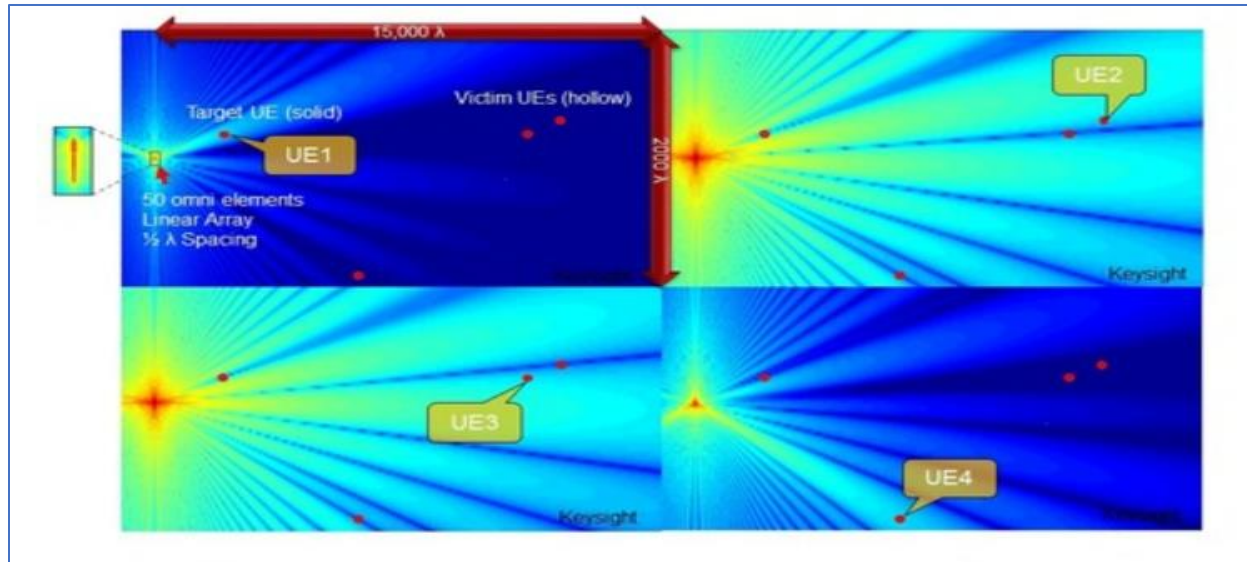 15,000 λ
Target UE (solid)
Victim UEs (hollow)
UE1
2000 λ
50 omni elements
Linear Array
½ λ Spacing
UE2
Keysight
UE3
Keysight
UE4